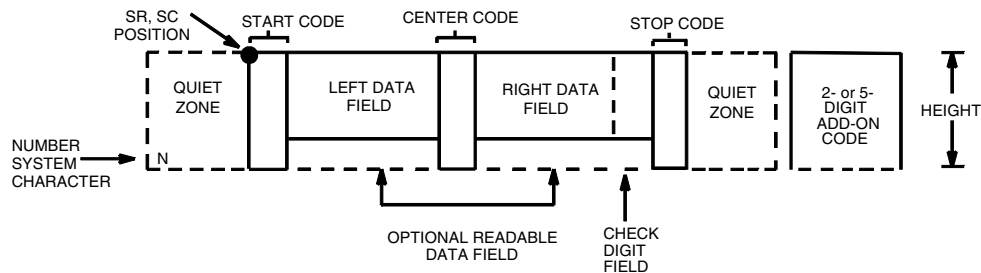 SR, SC
POSITION
START CODE
CENTER CODE
STOP CODE
QUIET
ZONE
LEFT DATA
FIELD
RIGHT DATA
FIELD
QUIET
ZONE
2- or 5-
DIGIT
ADD-ON
CODE
HEIGHT
NUMBER
SYSTEM
CHARACTER
N
OPTIONAL READABLE
DATA FIELD
CHECK
DIGIT
FIELD